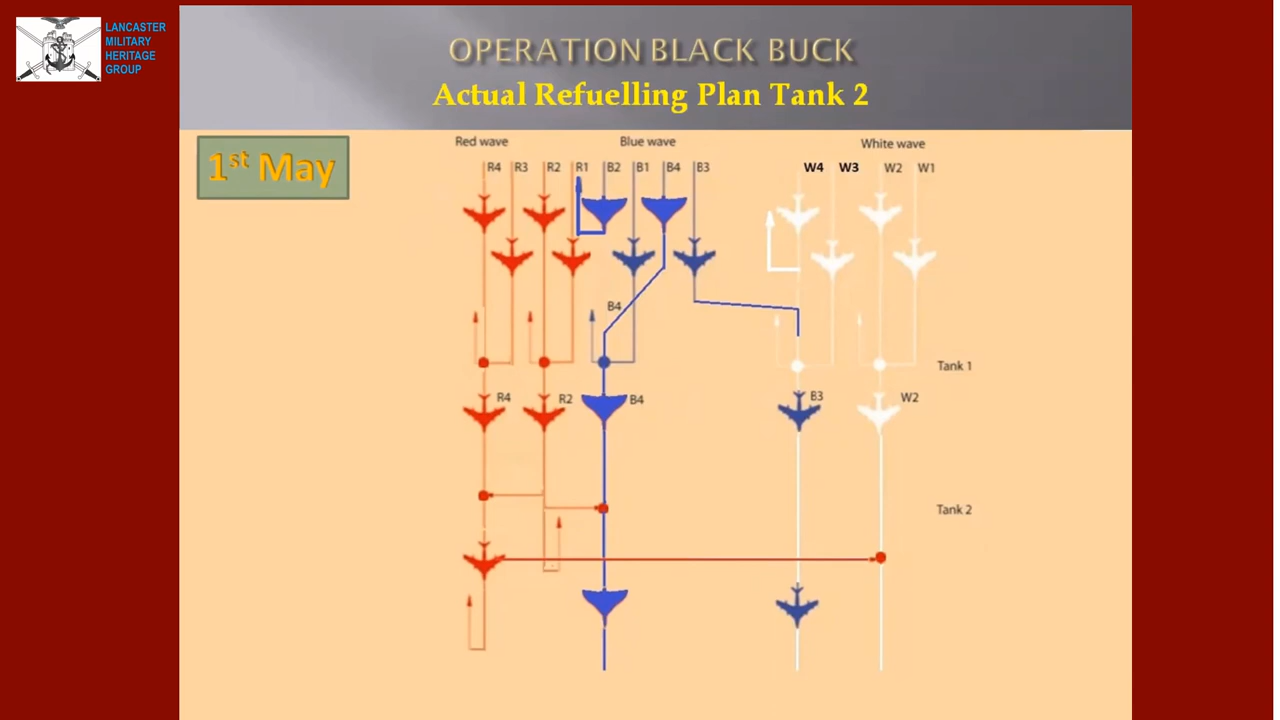 LANCASTER
MILITARY
HERITAGE
GROUP
OPERATION BLACK BUCK
Actual Refuelling Plan Tank 2
1st May
Red wave Blue wave White wave
R4 R3 R2 R1 B2 B1 B4 B3 W4 W3 W2 W1
B4
Tank 1
R4 R2 B4 B3 W2
Tank 2